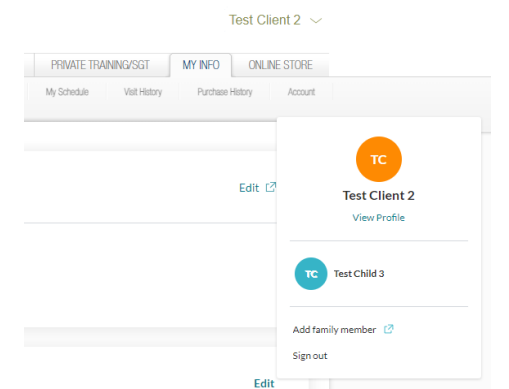 Test Client 2
PRIVATE TRAINING/SGT MY INFO ONLINE STORE
My Schedule Visit History Purchase History Account
TC
Edit
Test Client 2
View Profile
TC Test Child 3
Add family member
Sign out
Edit